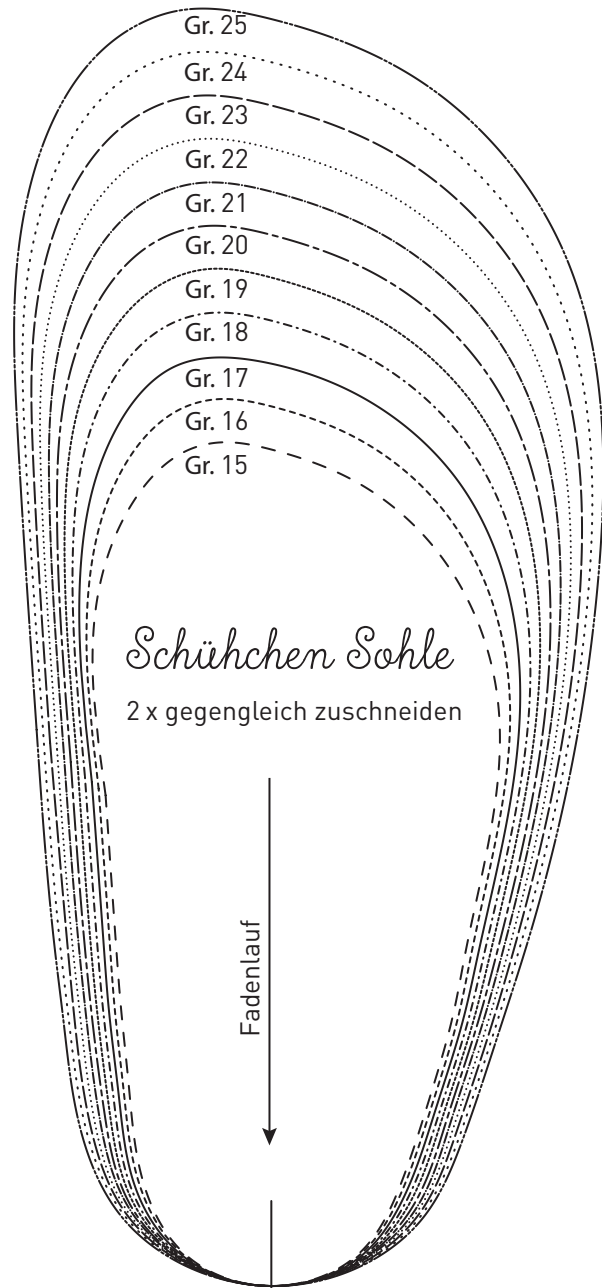 Gr. 25
Gr. 24
Gr. 23
Gr. 22
Gr. 21
Gr. 20
Gr. 19
Gr. 18
Gr. 17
Gr. 16
Gr. 15
Schühchen Sohle
2 x gegengleich zuschneiden
Fadenlauf